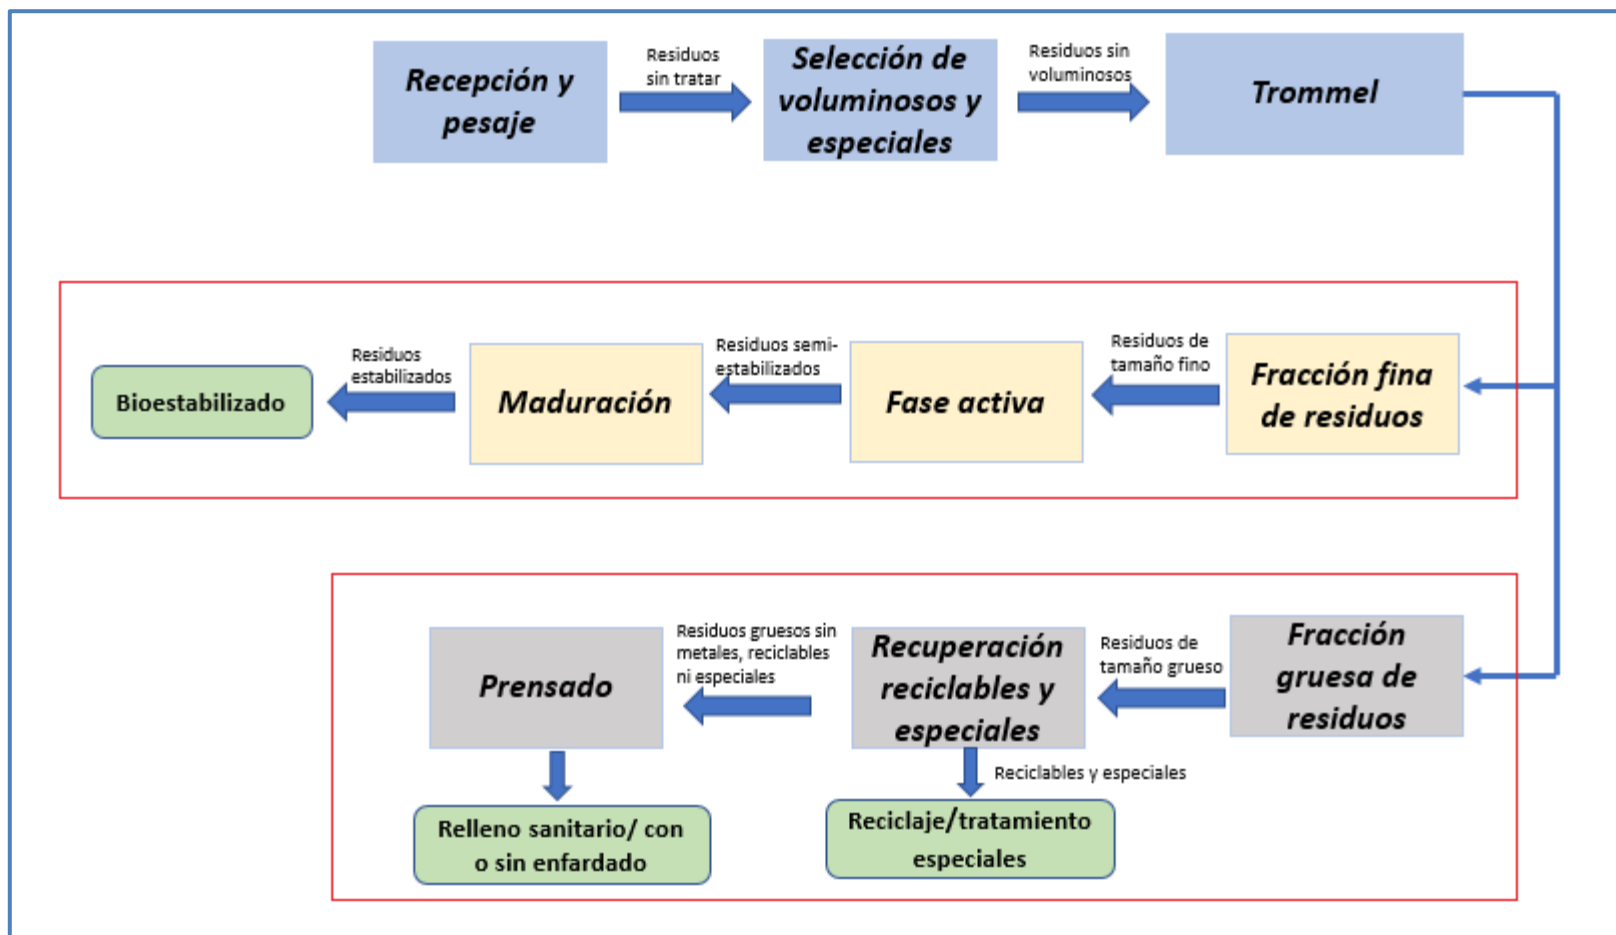 Recepción y
pesaje
Residuos
sin tratar
Selección de
voluminosos y
especiales
Residuos sin
voluminosos
Trommel
Fracción fina
de residuos
Residuos de
tamaño fino
Fase activa
Residuos semi-
estabilizados
Maduración
Residuos
estabilizados
Bioestabilizado
Fracción
gruesa de
residuos
Residuos de
tamaño grueso
Recuperación
reciclables y
especiales
Residuos gruesos sin
metales, reciclables
ni especiales
Prensado
Reciclables y especiales
Reciclaje/tratamiento
especiales
Relleno sanitario/ con
o sin enfardado